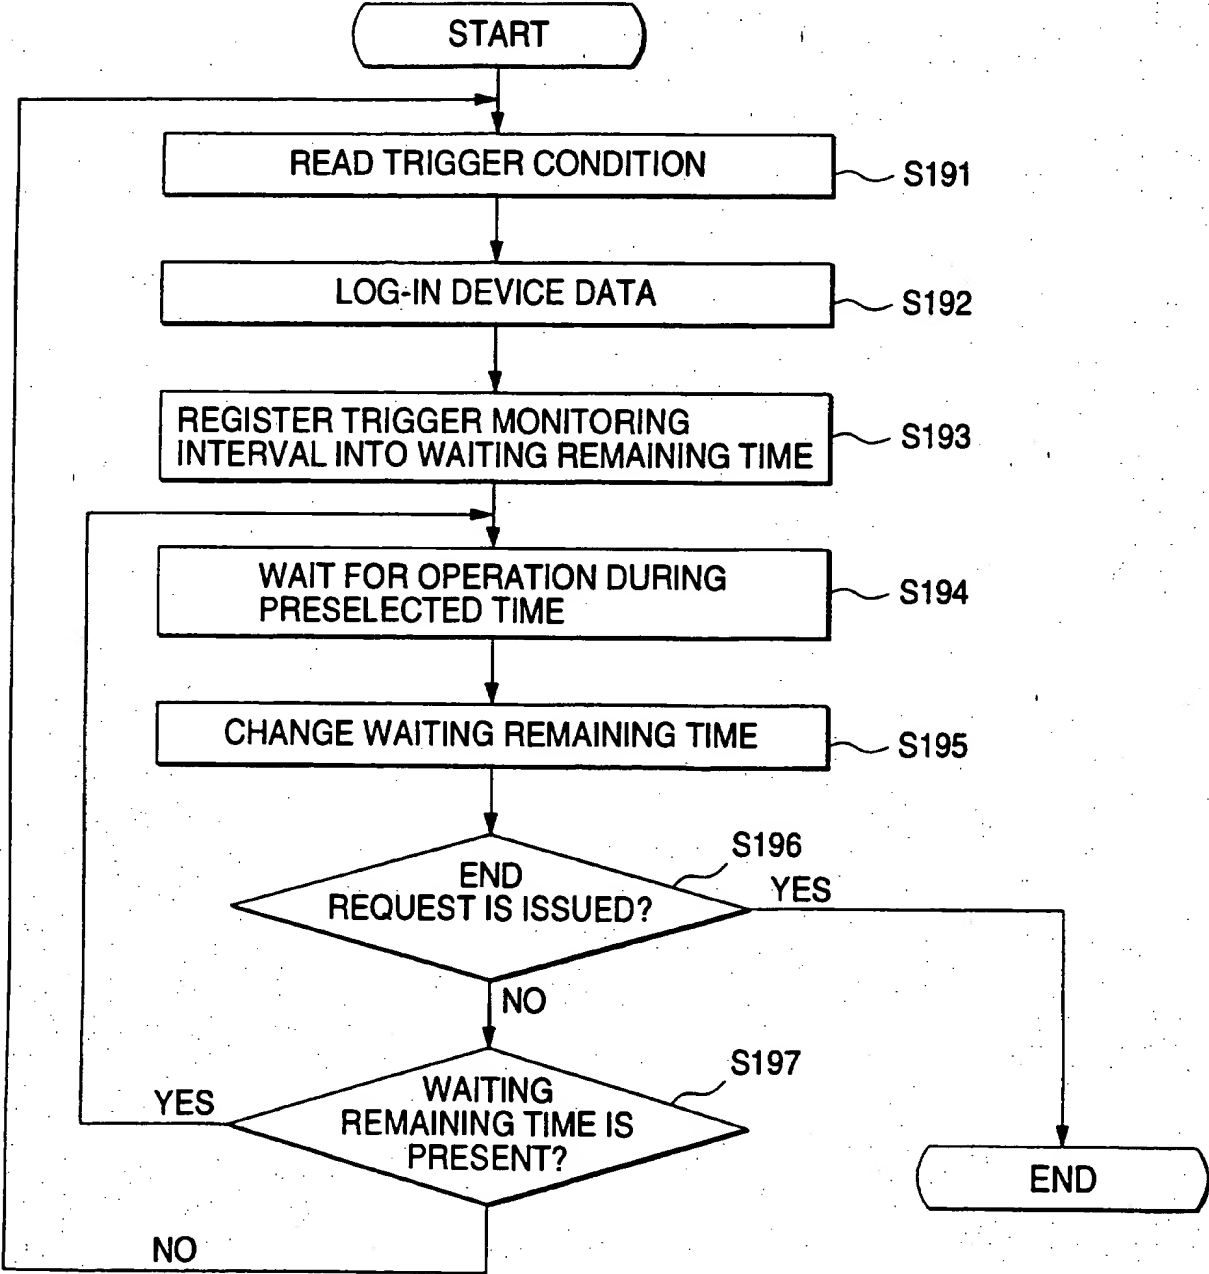 START
READ TRIGGER CONDITION
S191
LOG-IN DEVICE DATA
S192
REGISTER TRIGGER MONITORING
INTERVAL INTO WAITING REMAINING TIME
S193
WAIT FOR OPERATION DURING
PRESELECTED TIME
S194
CHANGE WAITING REMAINING TIME
S195
S196
END
REQUEST IS ISSUED?
YES
NO
S197
WAITING
REMAINING TIME IS
PRESENT?
YES
END
NO